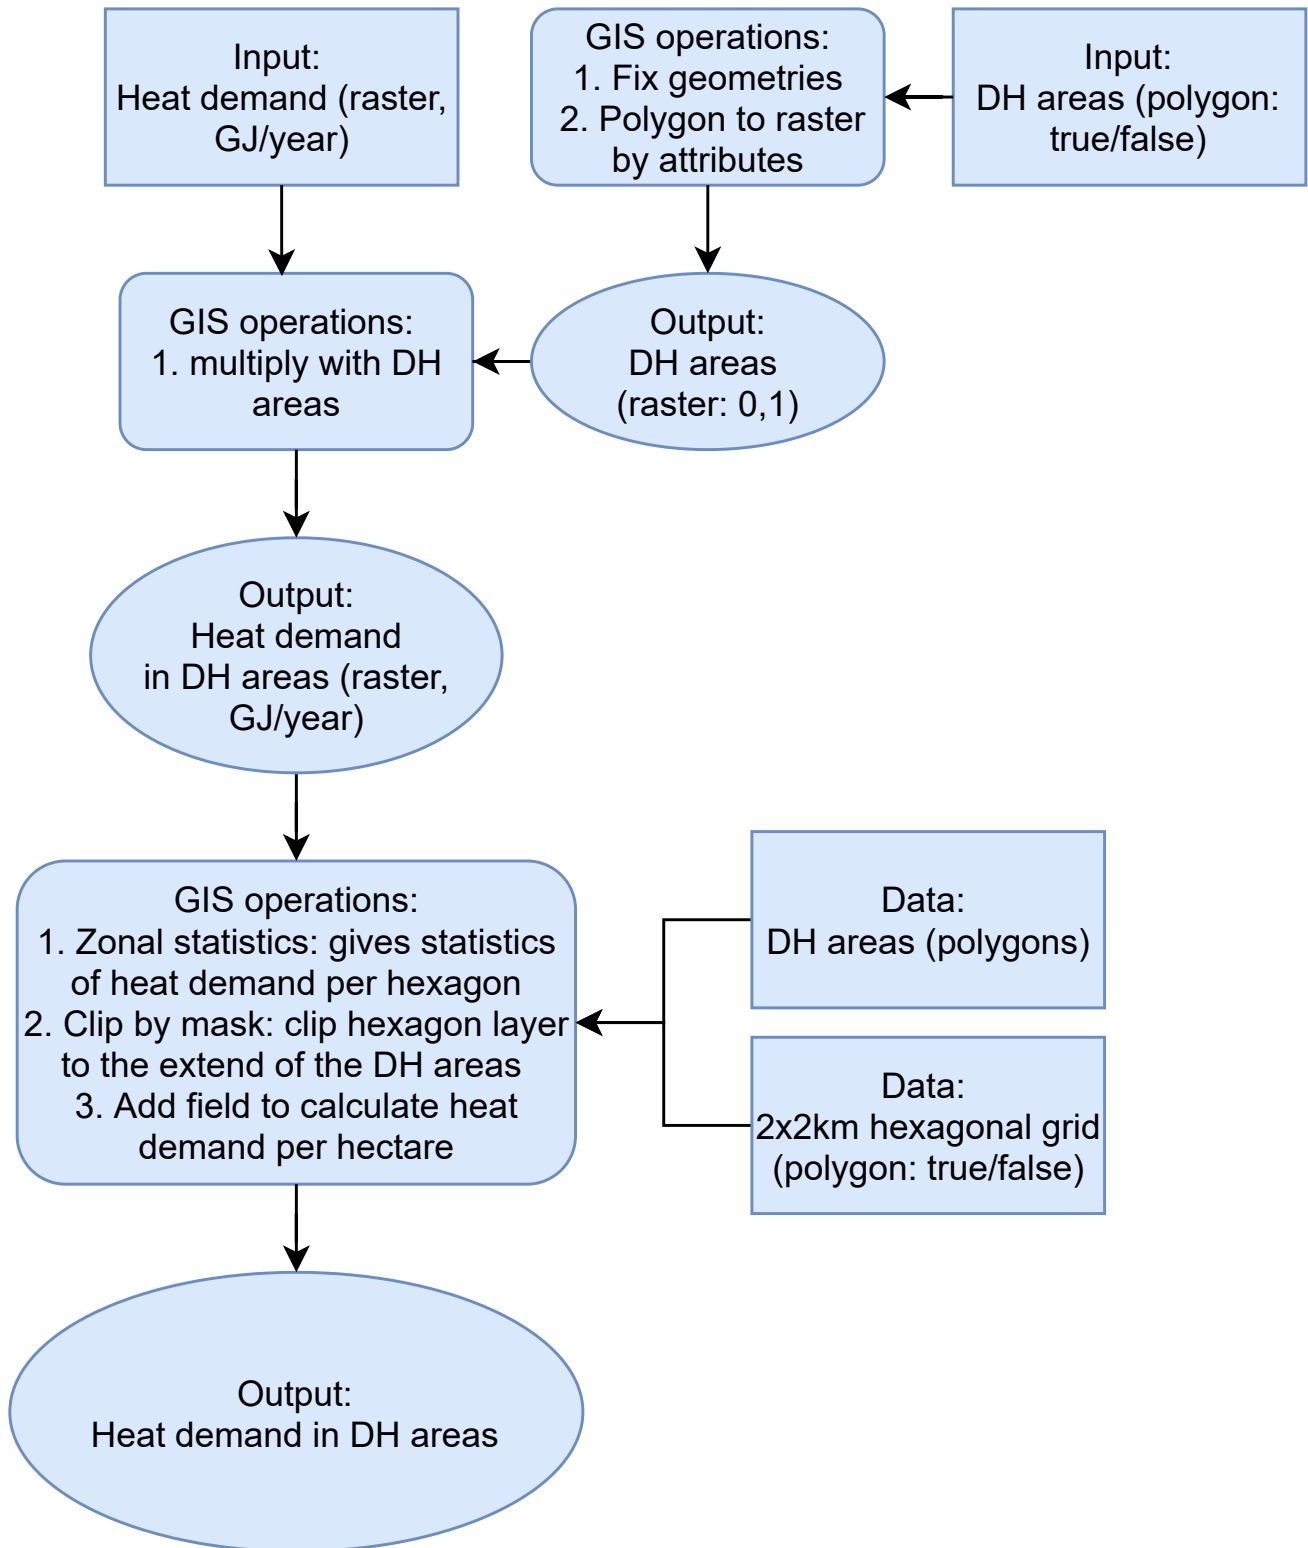 Input:
Heat demand (raster,
GJ/year)
GIS operations:
1. Fix geometries
2. Polygon to raster
by attributes
Input:
DH areas (polygon:
true/false)
GIS operations:
1. multiply with DH
areas
Output:
DH areas
(raster: 0,1)
Output:
Heat demand
in DH areas (raster,
GJ/year)
GIS operations:
1. Zonal statistics: gives statistics
of heat demand per hexagon
2. Clip by mask: clip hexagon layer
to the extend of the DH areas
3. Add field to calculate heat
demand per hectare
Data:
DH areas (polygons)
Data:
2x2km hexagonal grid
(polygon: true/false)
Output:
Heat demand in DH areas